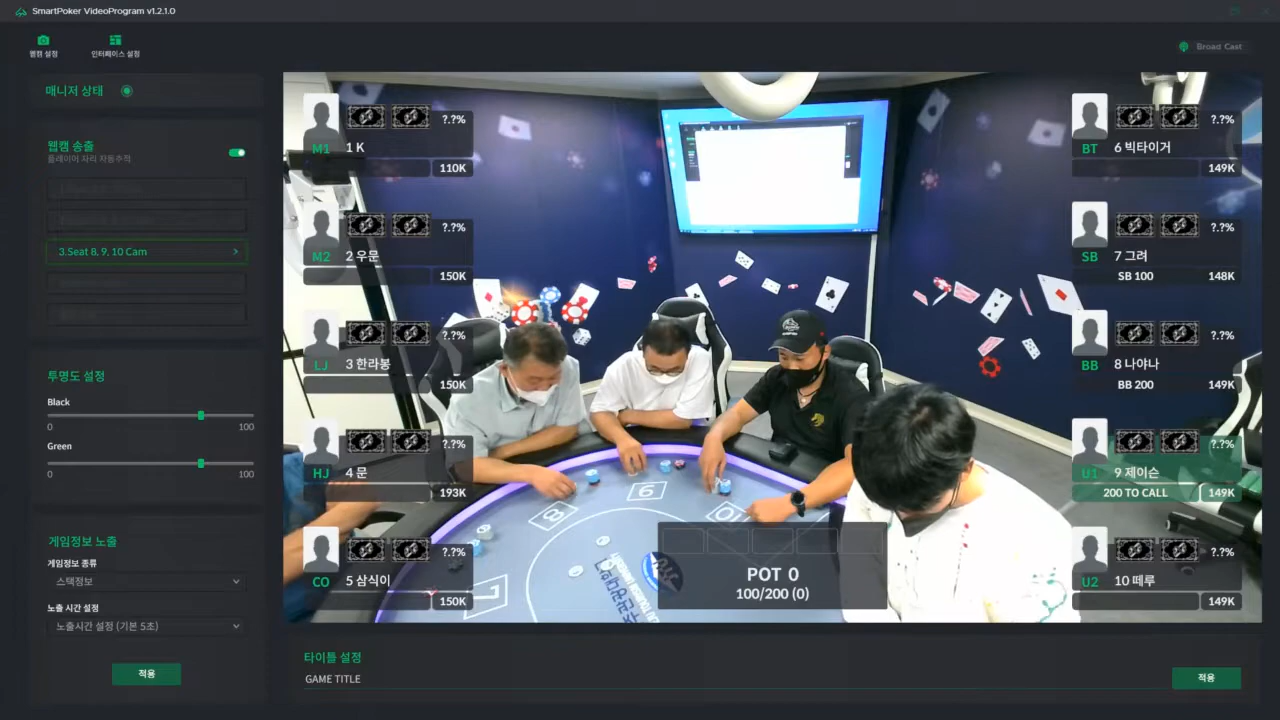 SmartPoker VideoProgram v1.2.1.0
웹캠 설정
인터페이스 설정
Broad Cast
매니저 상태
웹캠 송출
플레이어 자리 자동추적
3.Seat 8, 9, 10 Cam
투명도 설정
Black
0 100
Green
0 100
게임정보 노출
게임정보 종류
스택정보
노출 시간 설정
노출시간 설정 (기본 5초)
적용
?.?%
M1 1 K
110K
?.?%
M2 2 우문
150K
?.?%
LJ 3 한라봉
150K
?.?%
HJ 4 문
193K
?.?%
CO 5 삼식이
150K
?.?%
BT 6 빅타이거
149K
?.?%
SB 7 그려
SB 100 148K
?.?%
BB 8 나야나
BB 200 149K
?.?%
U1 9 제이슨
200 TO CALL 149K
?.?%
U2 10 떼루
149K
8
9
10
1
POT 0
100/200 (0)
타이틀 설정
GAME TITLE
적용